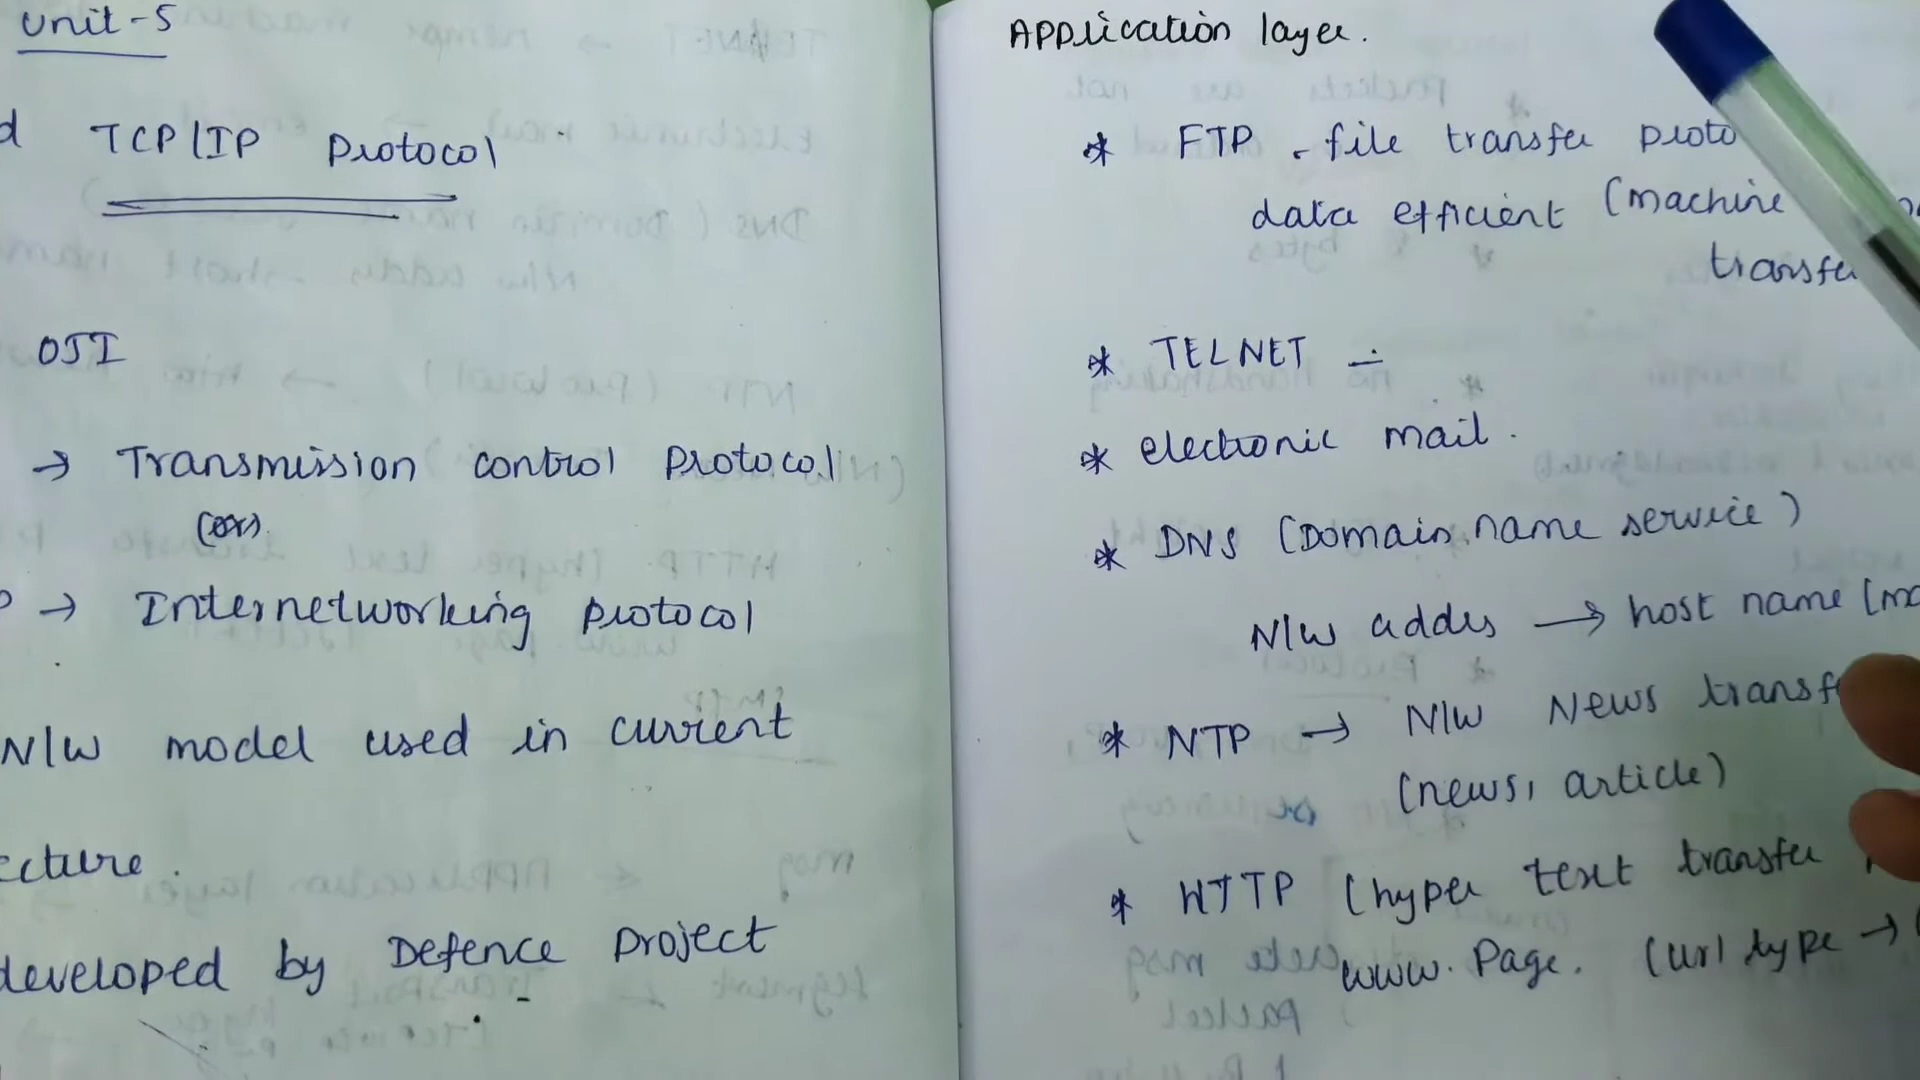 Unit-5
d TCP/IP Protocol
OSI
→ Transmission control Protocol
(or)
P → Internetworking protocol
N/W model used in current
ecture.
developed by Defence project
Application layer.
* FTP - file transfer proto
data efficient (machine
transfer
* TELNET ÷
* electronic mail.
* DNS (Domain name service)
N/W addrs → host name (mc
* NTP → N/W News transf
(news, article)
* HTTP (hyper text transfer
www. Page. (url type → (